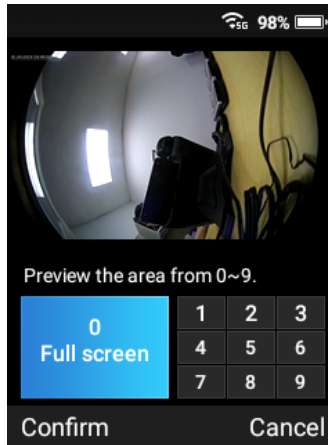 5G 98%
Preview the area from 0~9.
0
Full screen
1 2 3
4 5 6
7 8 9
Confirm Cancel